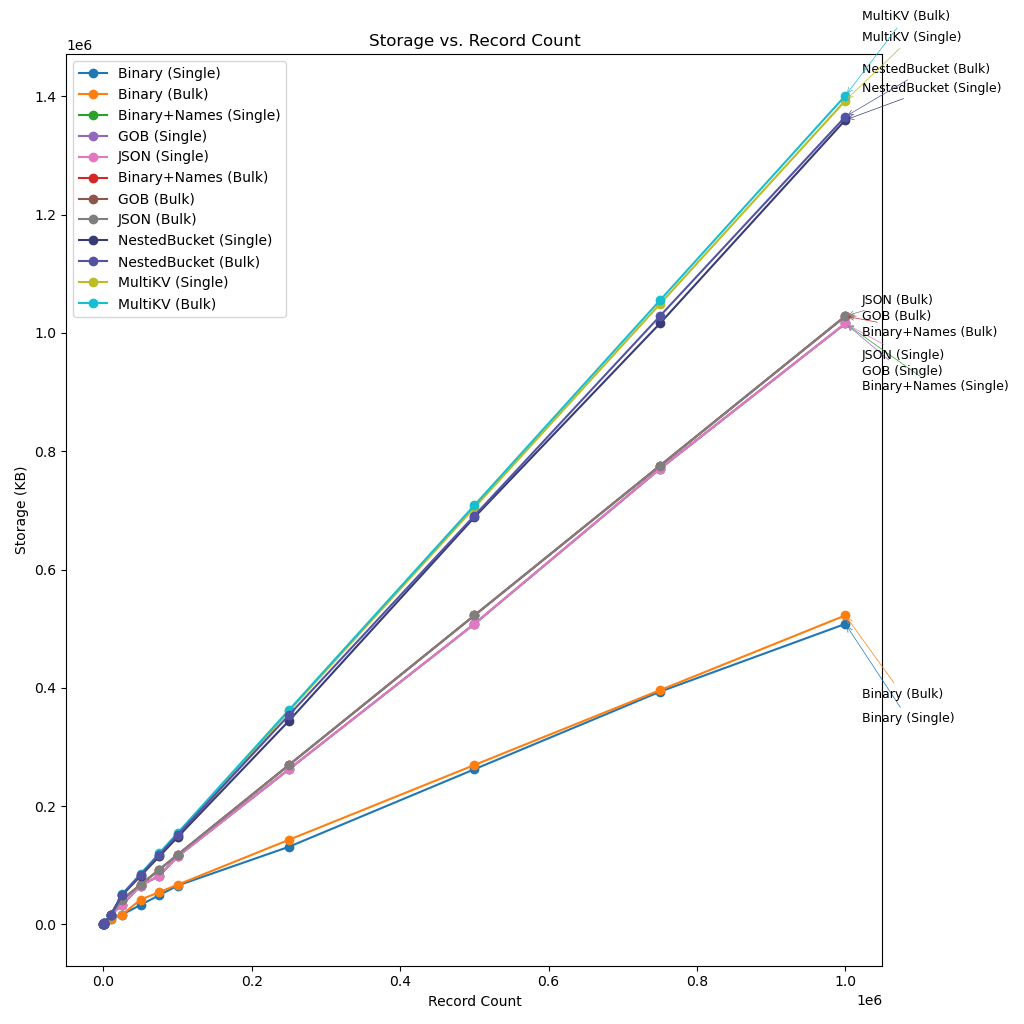 MultiKV (Bulk)
Storage vs. Record Count
1e6
MultiKV (Single)
NestedBucket (Bulk)
NestedBucket (Single)
Binary (Single)
Binary (Bulk)
Binary+Names (Single)
GOB (Single)
JSON (Single)
Binary+Names (Bulk)
GOB (Bulk)
JSON (Bulk)
NestedBucket (Single)
NestedBucket (Bulk)
MultiKV (Single)
MultiKV (Bulk)
JSON (Bulk)
GOB (Bulk)
Binary+Names (Bulk)
JSON (Single)
GOB (Single)
Binary+Names (Single)
Binary (Bulk)
Binary (Single)
1.4
1.2
1.0
0.8
0.6
0.4
0.2
0.0
Storage (KB)
0.0 0.2 0.4 0.6 0.8 1.0
Record Count
1e6